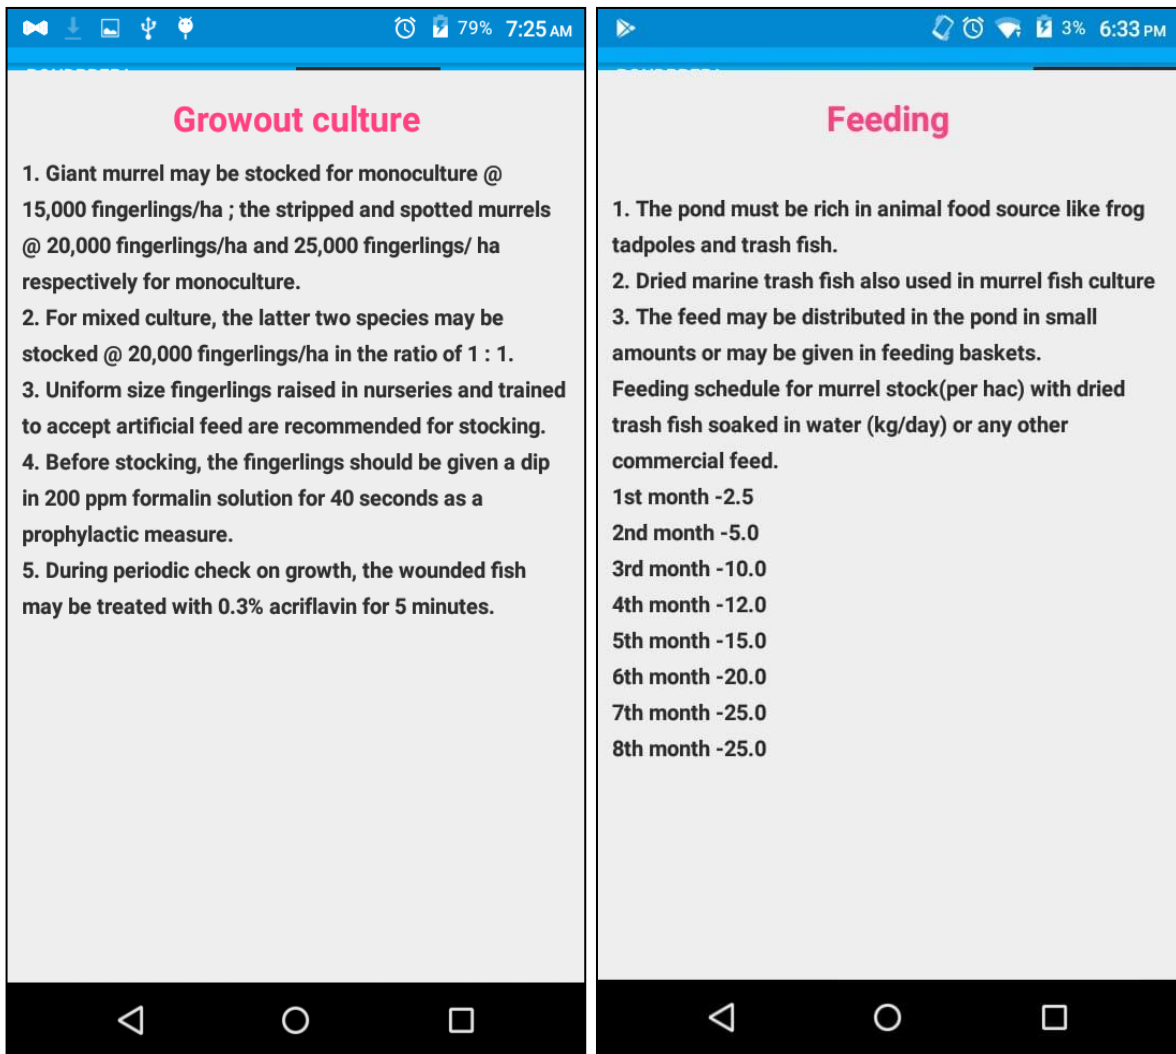 79% 7:25 AM
Growout culture
1. Giant murrel may be stocked for monoculture @
15,000 fingerlings/ha ; the stripped and spotted murrels
@ 20,000 fingerlings/ha and 25,000 fingerlings/ ha
respectively for monoculture.
2. For mixed culture, the latter two species may be
stocked @ 20,000 fingerlings/ha in the ratio of 1 : 1.
3. Uniform size fingerlings raised in nurseries and trained
to accept artificial feed are recommended for stocking.
4. Before stocking, the fingerlings should be given a dip
in 200 ppm formalin solution for 40 seconds as a
prophylactic measure.
5. During periodic check on growth, the wounded fish
may be treated with 0.3% acriflavin for 5 minutes.
3% 6:33 PM
Feeding
1. The pond must be rich in animal food source like frog
tadpoles and trash fish.
2. Dried marine trash fish also used in murrel fish culture
3. The feed may be distributed in the pond in small
amounts or may be given in feeding baskets.
Feeding schedule for murrel stock(per hac) with dried
trash fish soaked in water (kg/day) or any other
commercial feed.
1st month -2.5
2nd month -5.0
3rd month -10.0
4th month -12.0
5th month -15.0
6th month -20.0
7th month -25.0
8th month -25.0